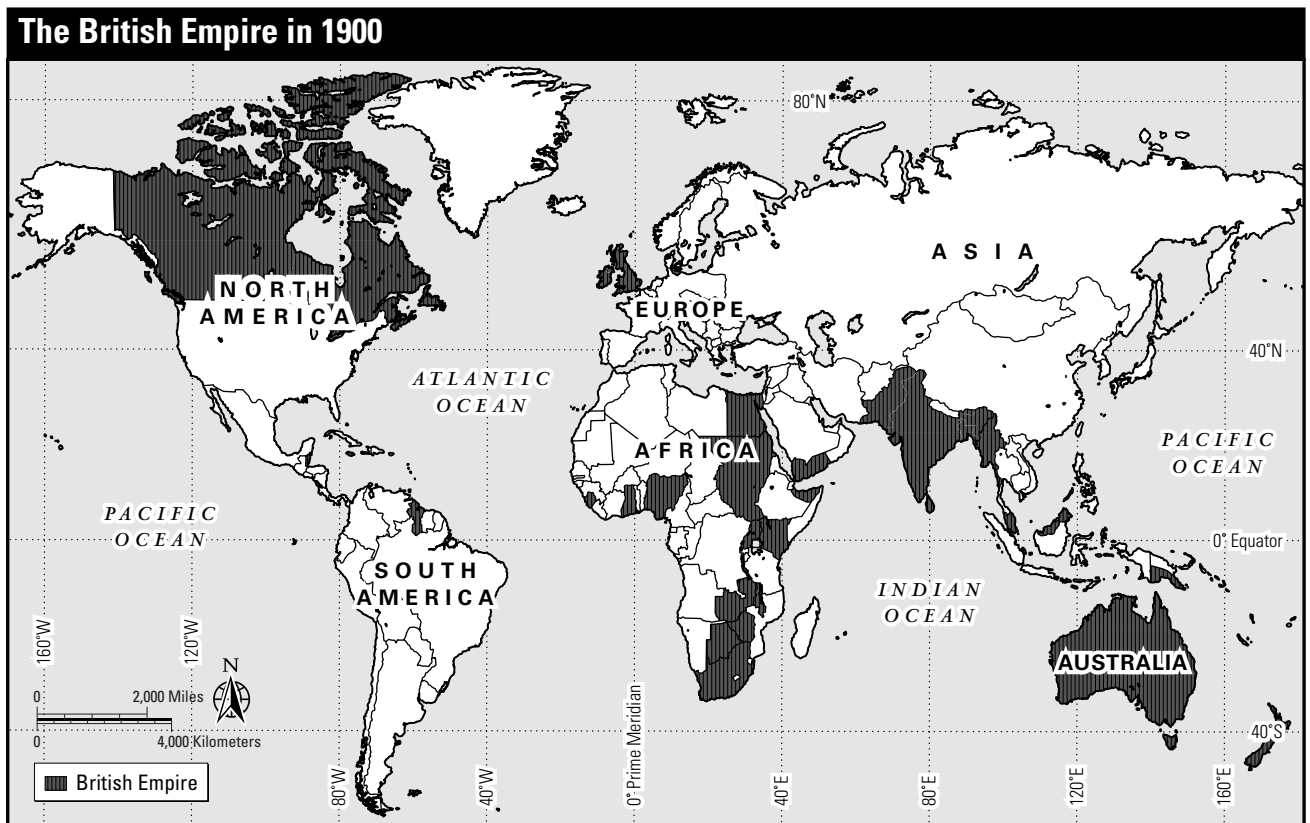 The British Empire in 1900
80°N
ASIA
NORTH
AMERICA
EUROPE
40°N
ATLANTIC
OCEAN
AFRICA
PACIFIC
OCEAN
PACIFIC
OCEAN
0° Equator
SOUTH
AMERICA
INDIAN
OCEAN
AUSTRALIA
160°W
120°W
N
0
2,000 Miles
0
4,000 Kilometers
40°S
British Empire
80°W
40°W
0° Prime Meridian
40°E
80°E
120°E
160°E